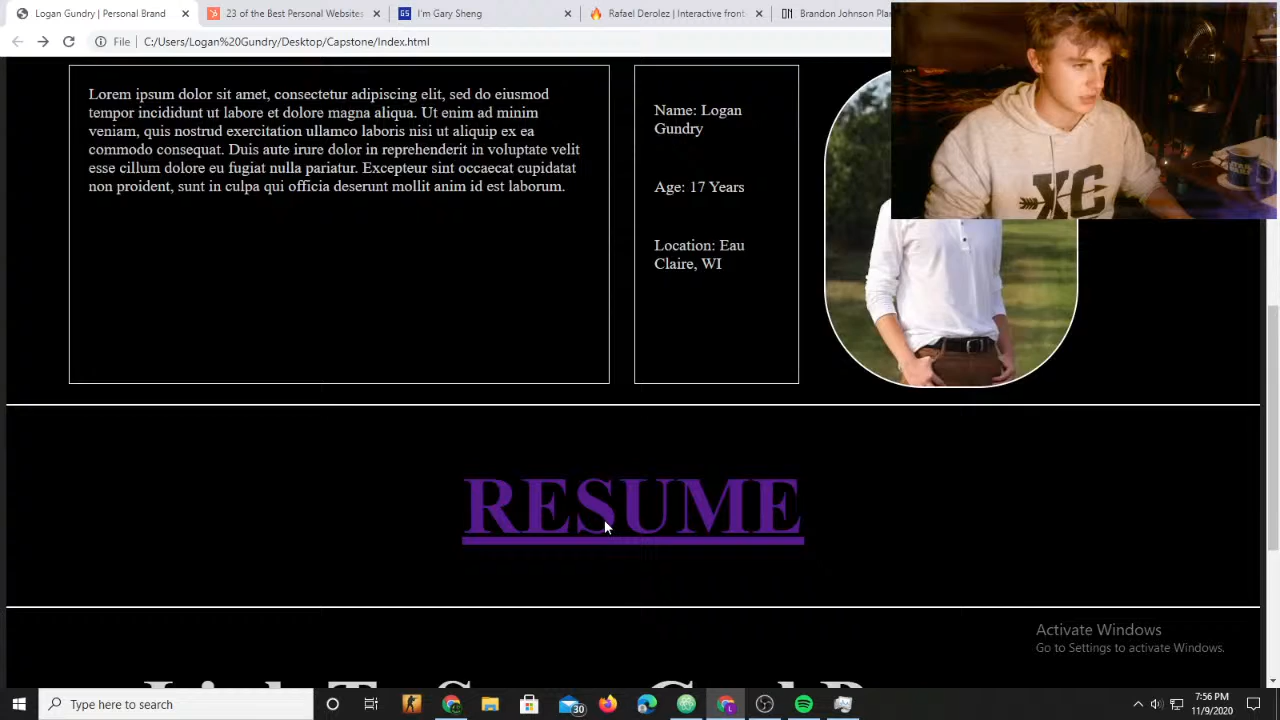 Logan Gundry | Personal Brand
23 of the Best Personal Websites
I'm Gary Sheng
Rafael Derolez | Interactive front
Brandon Johnson Plan
File
C:/Users/Logan%20Gundry/Desktop/Capstone/Index.html
XC
Lorem ipsum dolor sit amet, consectetur adipiscing elit, sed do eiusmod
tempor incididunt ut labore et dolore magna aliqua. Ut enim ad minim
veniam, quis nostrud exercitation ullamco laboris nisi ut aliquip ex ea
commodo consequat. Duis aute irure dolor in reprehenderit in voluptate velit
esse cillum dolore eu fugiat nulla pariatur. Excepteur sint occaecat cupidatat
non proident, sunt in culpa qui officia deserunt mollit anim id est laborum.
Name: Logan
Gundry
Age: 17 Years
Location: Eau
Claire, WI
RESUME
Activate Windows
Go to Settings to activate Windows.
Type here to search
30
7:56 PM
11/9/2020